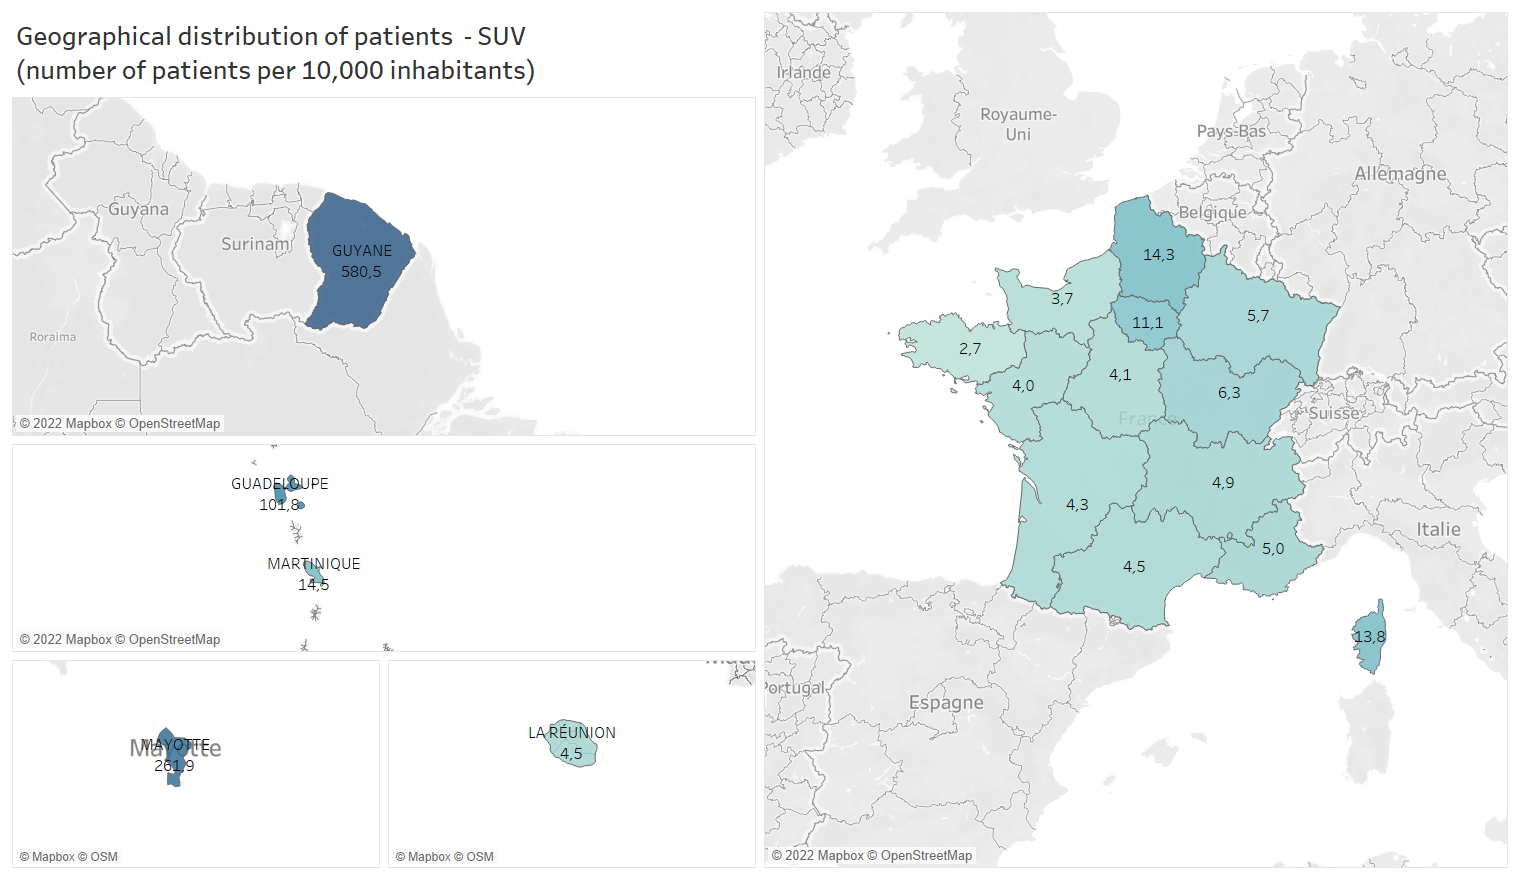 Geographical distribution of patients - SUV
(number of patients per 10,000 inhabitants)
Guyana
Surinam
GUYANE
580,5
Roraima
© 2022 Mapbox © OpenStreetMap
GUADELOUPE
101,8
MARTINIQUE
14,5
© 2022 Mapbox © OpenStreetMap
Mayotte
MAYOTTE
261,9
© Mapbox © OSM
LA RÉUNION
4,5
© Mapbox © OSM
Irlande
Royaume-
Uni
Pays-Bas
Allemagne
Belgique
14,3
3,7
11,1
5,7
2,7
4,0
4,1
6,3
France
Suisse
4,9
4,3
Italie
5,0
4,5
13,8
Portugal
Espagne
© 2022 Mapbox © OpenStreetMap